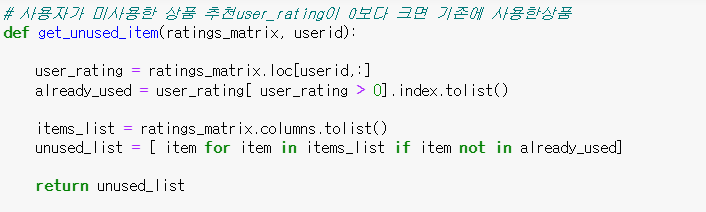 # 사용자가 미사용한 상품 추천user_rating이 0보다 크면 기존에 사용한상품
def get_unused_item(ratings_matrix, userid):
user_rating = ratings_matrix.loc[userid,:]
already_used = user_rating[ user_rating > 0].index.tolist()
items_list = ratings_matrix.columns.tolist()
unused_list = [ item for item in items_list if item not in already_used]
return unused_list